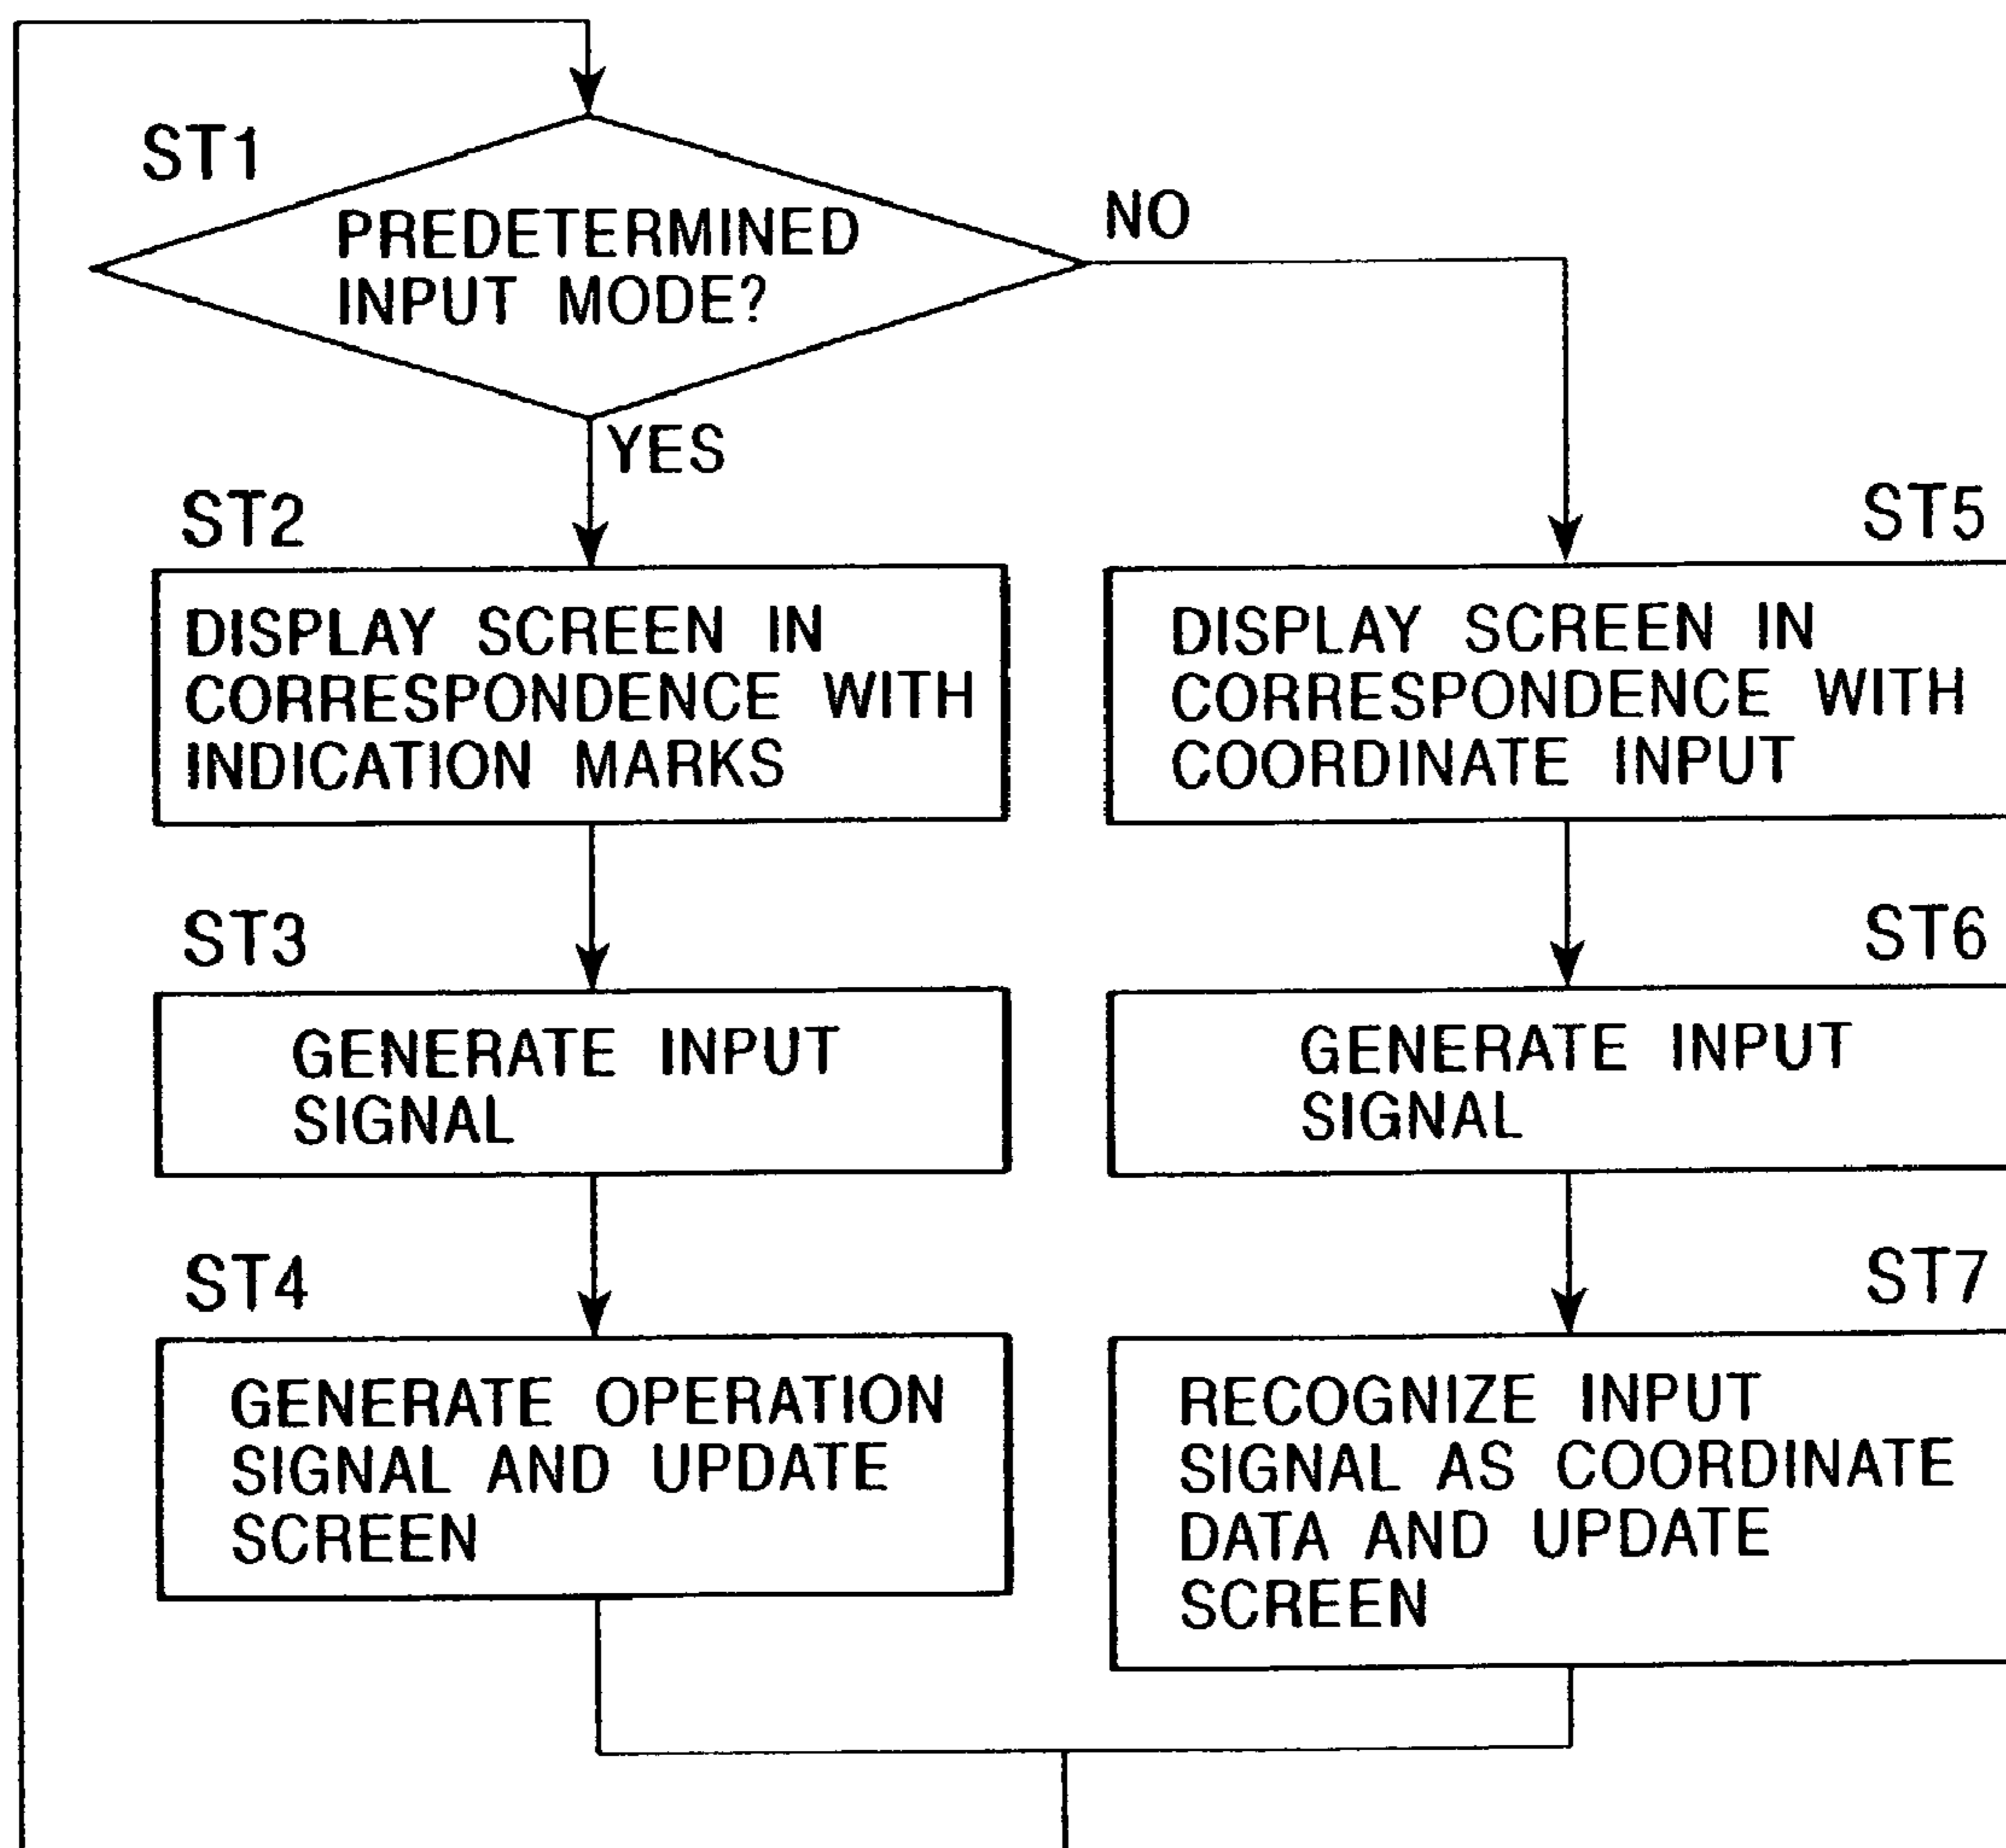 ST1
PREDETERMINED
INPUT MODE?
NO
YES
ST2
DISPLAY SCREEN IN
CORRESPONDENCE WITH
INDICATION MARKS
ST3
GENERATE INPUT
SIGNAL
ST4
GENERATE OPERATION
SIGNAL AND UPDATE
SCREEN
ST5
DISPLAY SCREEN IN
CORRESPONDENCE WITH
COORDINATE INPUT
ST6
GENERATE INPUT
SIGNAL
ST7
RECOGNIZE INPUT
SIGNAL AS COORDINATE
DATA AND UPDATE
SCREEN